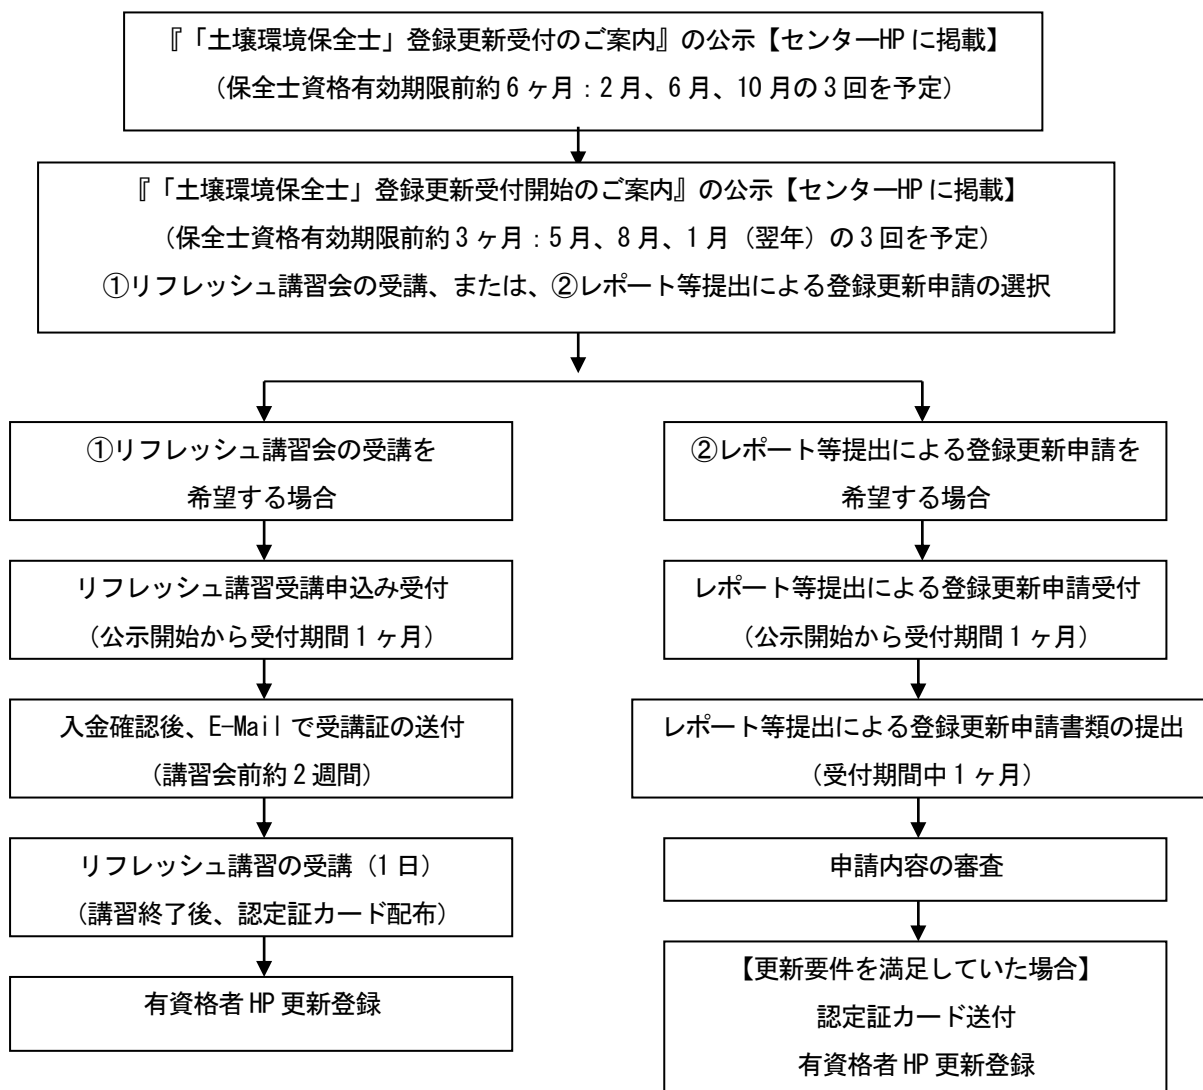 『「土壌環境保全士」登録更新受付のご案内』の公示【センターHPに掲載】
（保全士資格有効期限前約6ヶ月：2月、6月、10月の3回を予定）
『「土壌環境保全士」登録更新受付開始のご案内』の公示【センターHPに掲載】
（保全士資格有効期限前約3ヶ月：5月、8月、1月（翌年）の3回を予定）
①リフレッシュ講習会の受講、または、②レポート等提出による登録更新申請の選択
①リフレッシュ講習会の受講を
希望する場合
リフレッシュ講習受講申込み受付
（公示開始から受付期間1ヶ月）
入金確認後、E-Mailで受講証の送付
（講習会前約2週間）
リフレッシュ講習の受講（1日）
（講習終了後、認定証カード配布）
有資格者HP更新登録
②レポート等提出による登録更新申請を
希望する場合
レポート等提出による登録更新申請受付
（公示開始から受付期間1ヶ月）
レポート等提出による登録更新申請書類の提出
（受付期間中1ヶ月）
申請内容の審査
【更新要件を満足していた場合】
認定証カード送付
有資格者HP更新登録